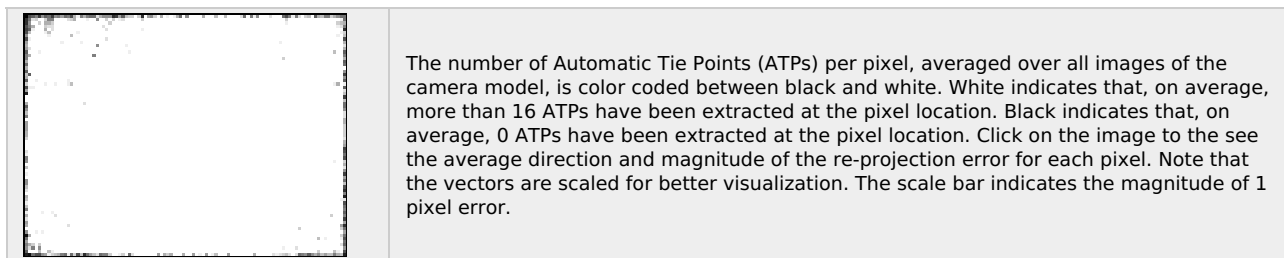 The number of Automatic Tie Points (ATPs) per pixel, averaged over all images of the
camera model, is color coded between black and white. White indicates that, on average,
more than 16 ATPs have been extracted at the pixel location. Black indicates that, on
average, 0 ATPs have been extracted at the pixel location. Click on the image to the see
the average direction and magnitude of the re-projection error for each pixel. Note that
the vectors are scaled for better visualization. The scale bar indicates the magnitude of 1
pixel error.